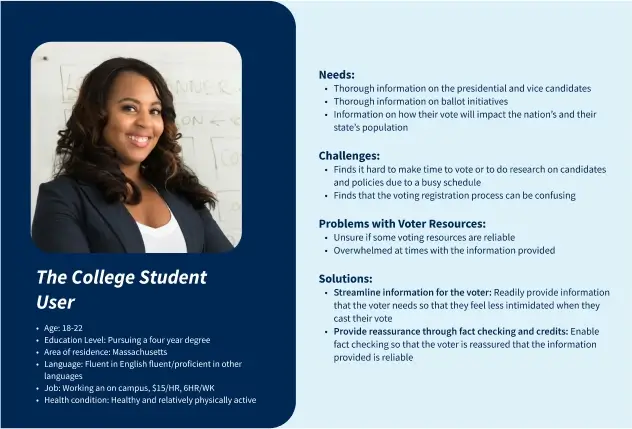 The College Student
User
• Age: 18-22
• Education Level: Pursuing a four year degree
• Area of residence: Massachusetts
• Language: Fluent in English fluent/proficient in other
languages
• Job: Working an on campus, $15/HR, 6HR/WK
• Health condition: Healthy and relatively physically active
Needs:
• Thorough information on the presidential and vice candidates
• Thorough information on ballot initiatives
• Information on how their vote will impact the nation's and their
state's population
Challenges:
• Finds it hard to make time to vote or to do research on candidates
and policies due to a busy schedule
• Finds that the voting registration process can be confusing
Problems with Voter Resources:
• Unsure if some voting resources are reliable
• Overwhelmed at times with the information provided
Solutions:
• Streamline information for the voter: Readily provide information
that the voter needs so that they feel less intimidated when they
cast their vote
• Provide reassurance through fact checking and credits: Enable
fact checking so that the voter is reassured that the information
provided is reliable